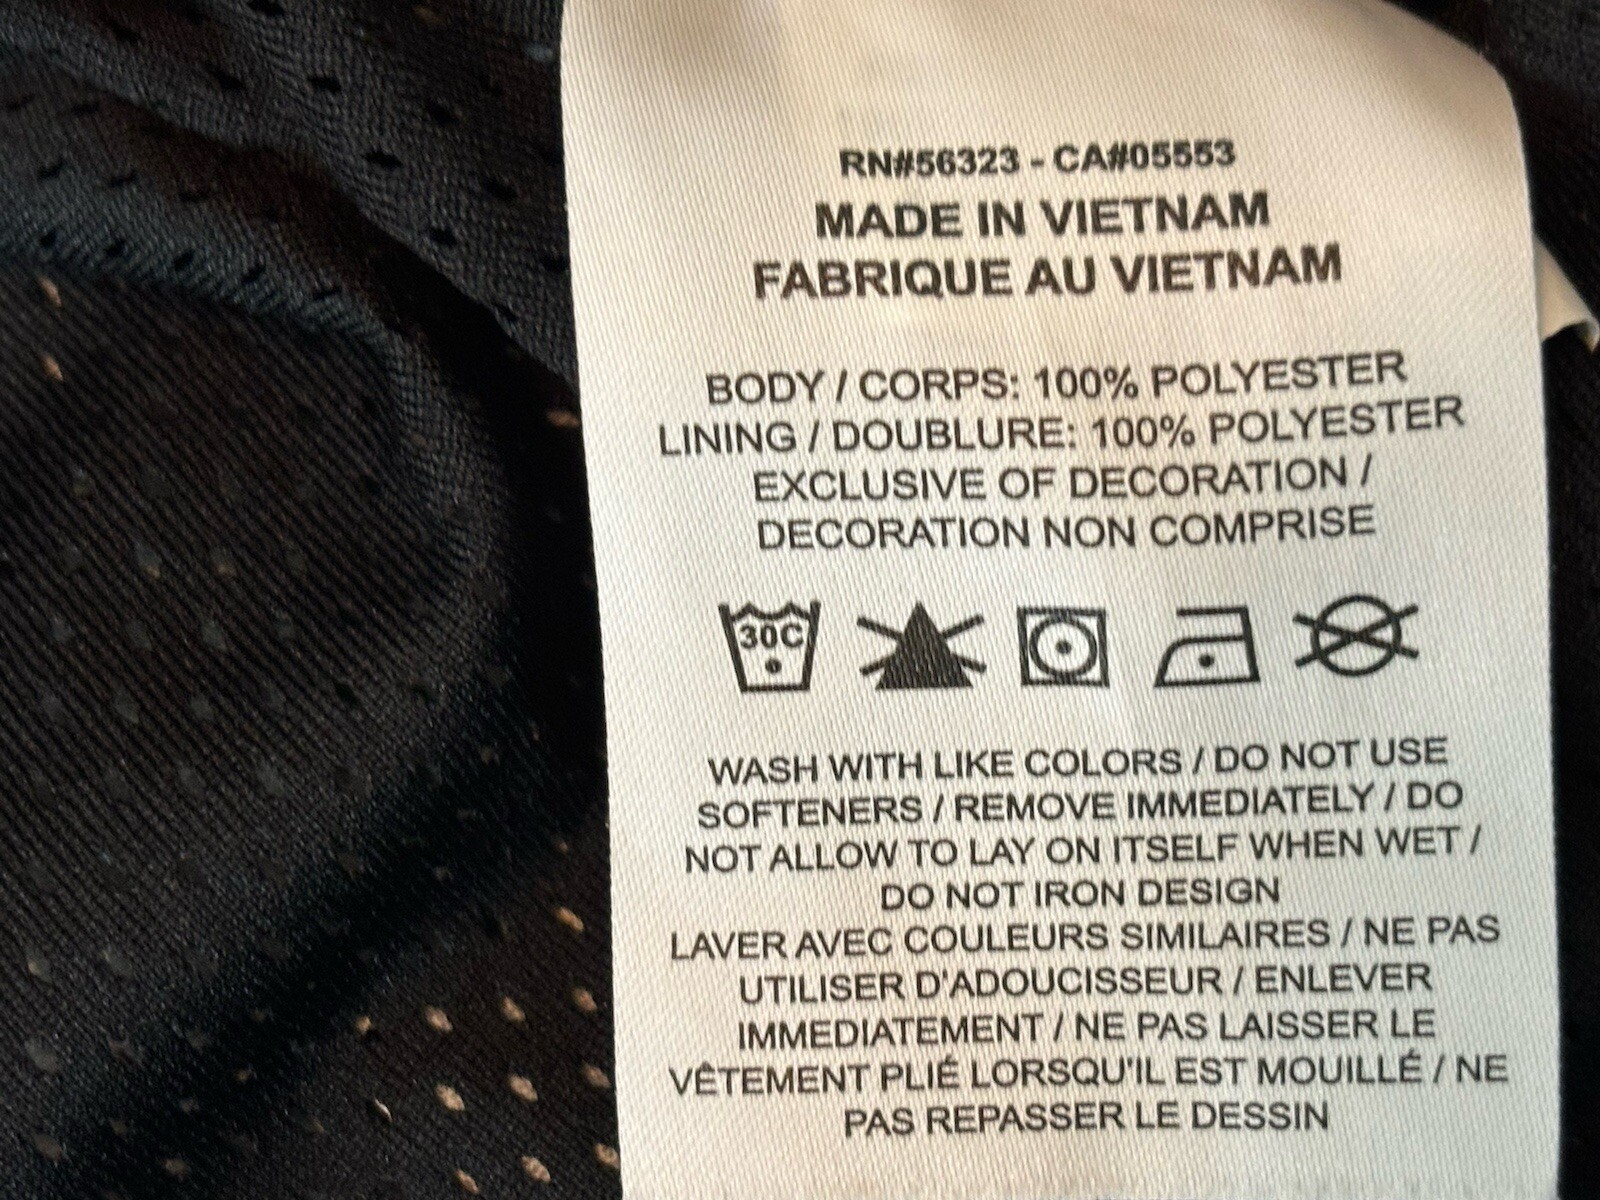 RN#56323 - CA#05553
MADE IN VIETNAM
FABRIQUE AU VIETNAM
BODY / CORPS: 100% POLYESTER
LINING / DOUBLURE: 100% POLYESTER
EXCLUSIVE OF DECORATION /
DECORATION NON COMPRISE
30C
WASH WITH LIKE COLORS / DO NOT USE
SOFTENERS / REMOVE IMMEDIATELY / DO
NOT ALLOW TO LAY ON ITSELF WHEN WET /
DO NOT IRON DESIGN
LAVER AVEC COULEURS SIMILAIRES / NE PAS
UTILISER D'ADOUCISSEUR / ENLEVER
IMMEDIATEMENT / NE PAS LAISSER LE
VÊTEMENT PLIÉ LORSQU'IL EST MOUILLÉ / NE
PAS REPASSER LE DESSIN